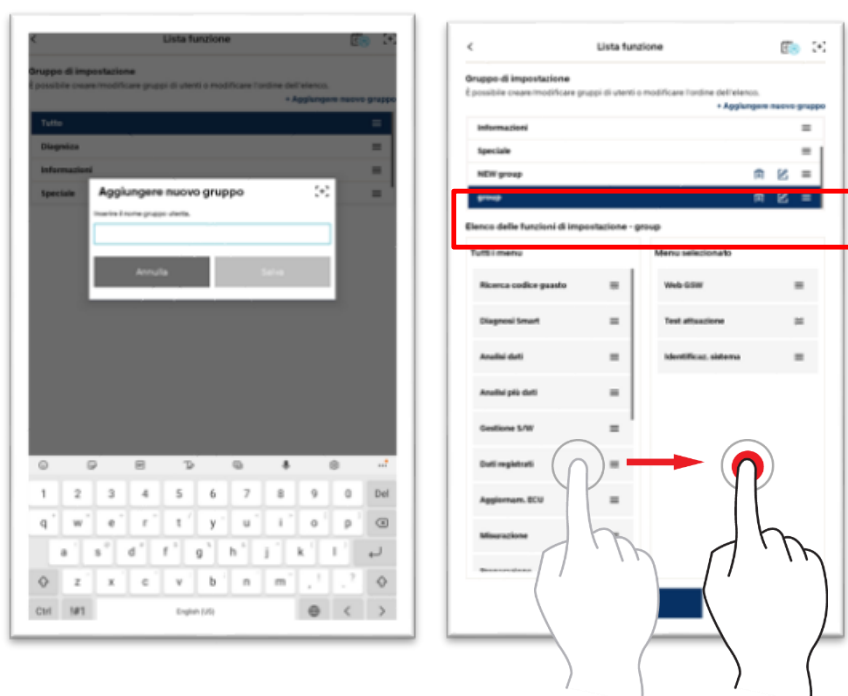 Lista funzione
Gruppo di impostazione
È possibile creare/modificare gruppi di utenti o modificare l'ordine dell'elenco.
+ Aggiungere nuovo gruppo
Tutto
Diagnosi
Informazioni
Speciale
Aggiungere nuovo gruppo
Inserire il nome gruppo utente.
Annulla
Salva
1 2 3 4 5 6 7 8 9 0 Del
q w e r t y u i o p
a s d f g h j k l
z x c v b n m , ! . ?
Ctrl !#1 English (US) < >
Lista funzione
Gruppo di impostazione
È possibile creare/modificare gruppi di utenti o modificare l'ordine dell'elenco.
+ Aggiungere nuovo gruppo
Informazioni
Speciale
NEW group
group
Elenco delle funzioni di impostazione - group
Tutti i menu
Menu selezionato
Ricerca codice guasto
Web GSW
Diagnosi Smart
Test attuazione
Analisi dati
Identificaz. sistema
Analisi più dati
Gestione S/W
Dati registrati
Aggiornam. ECU
Misurazione